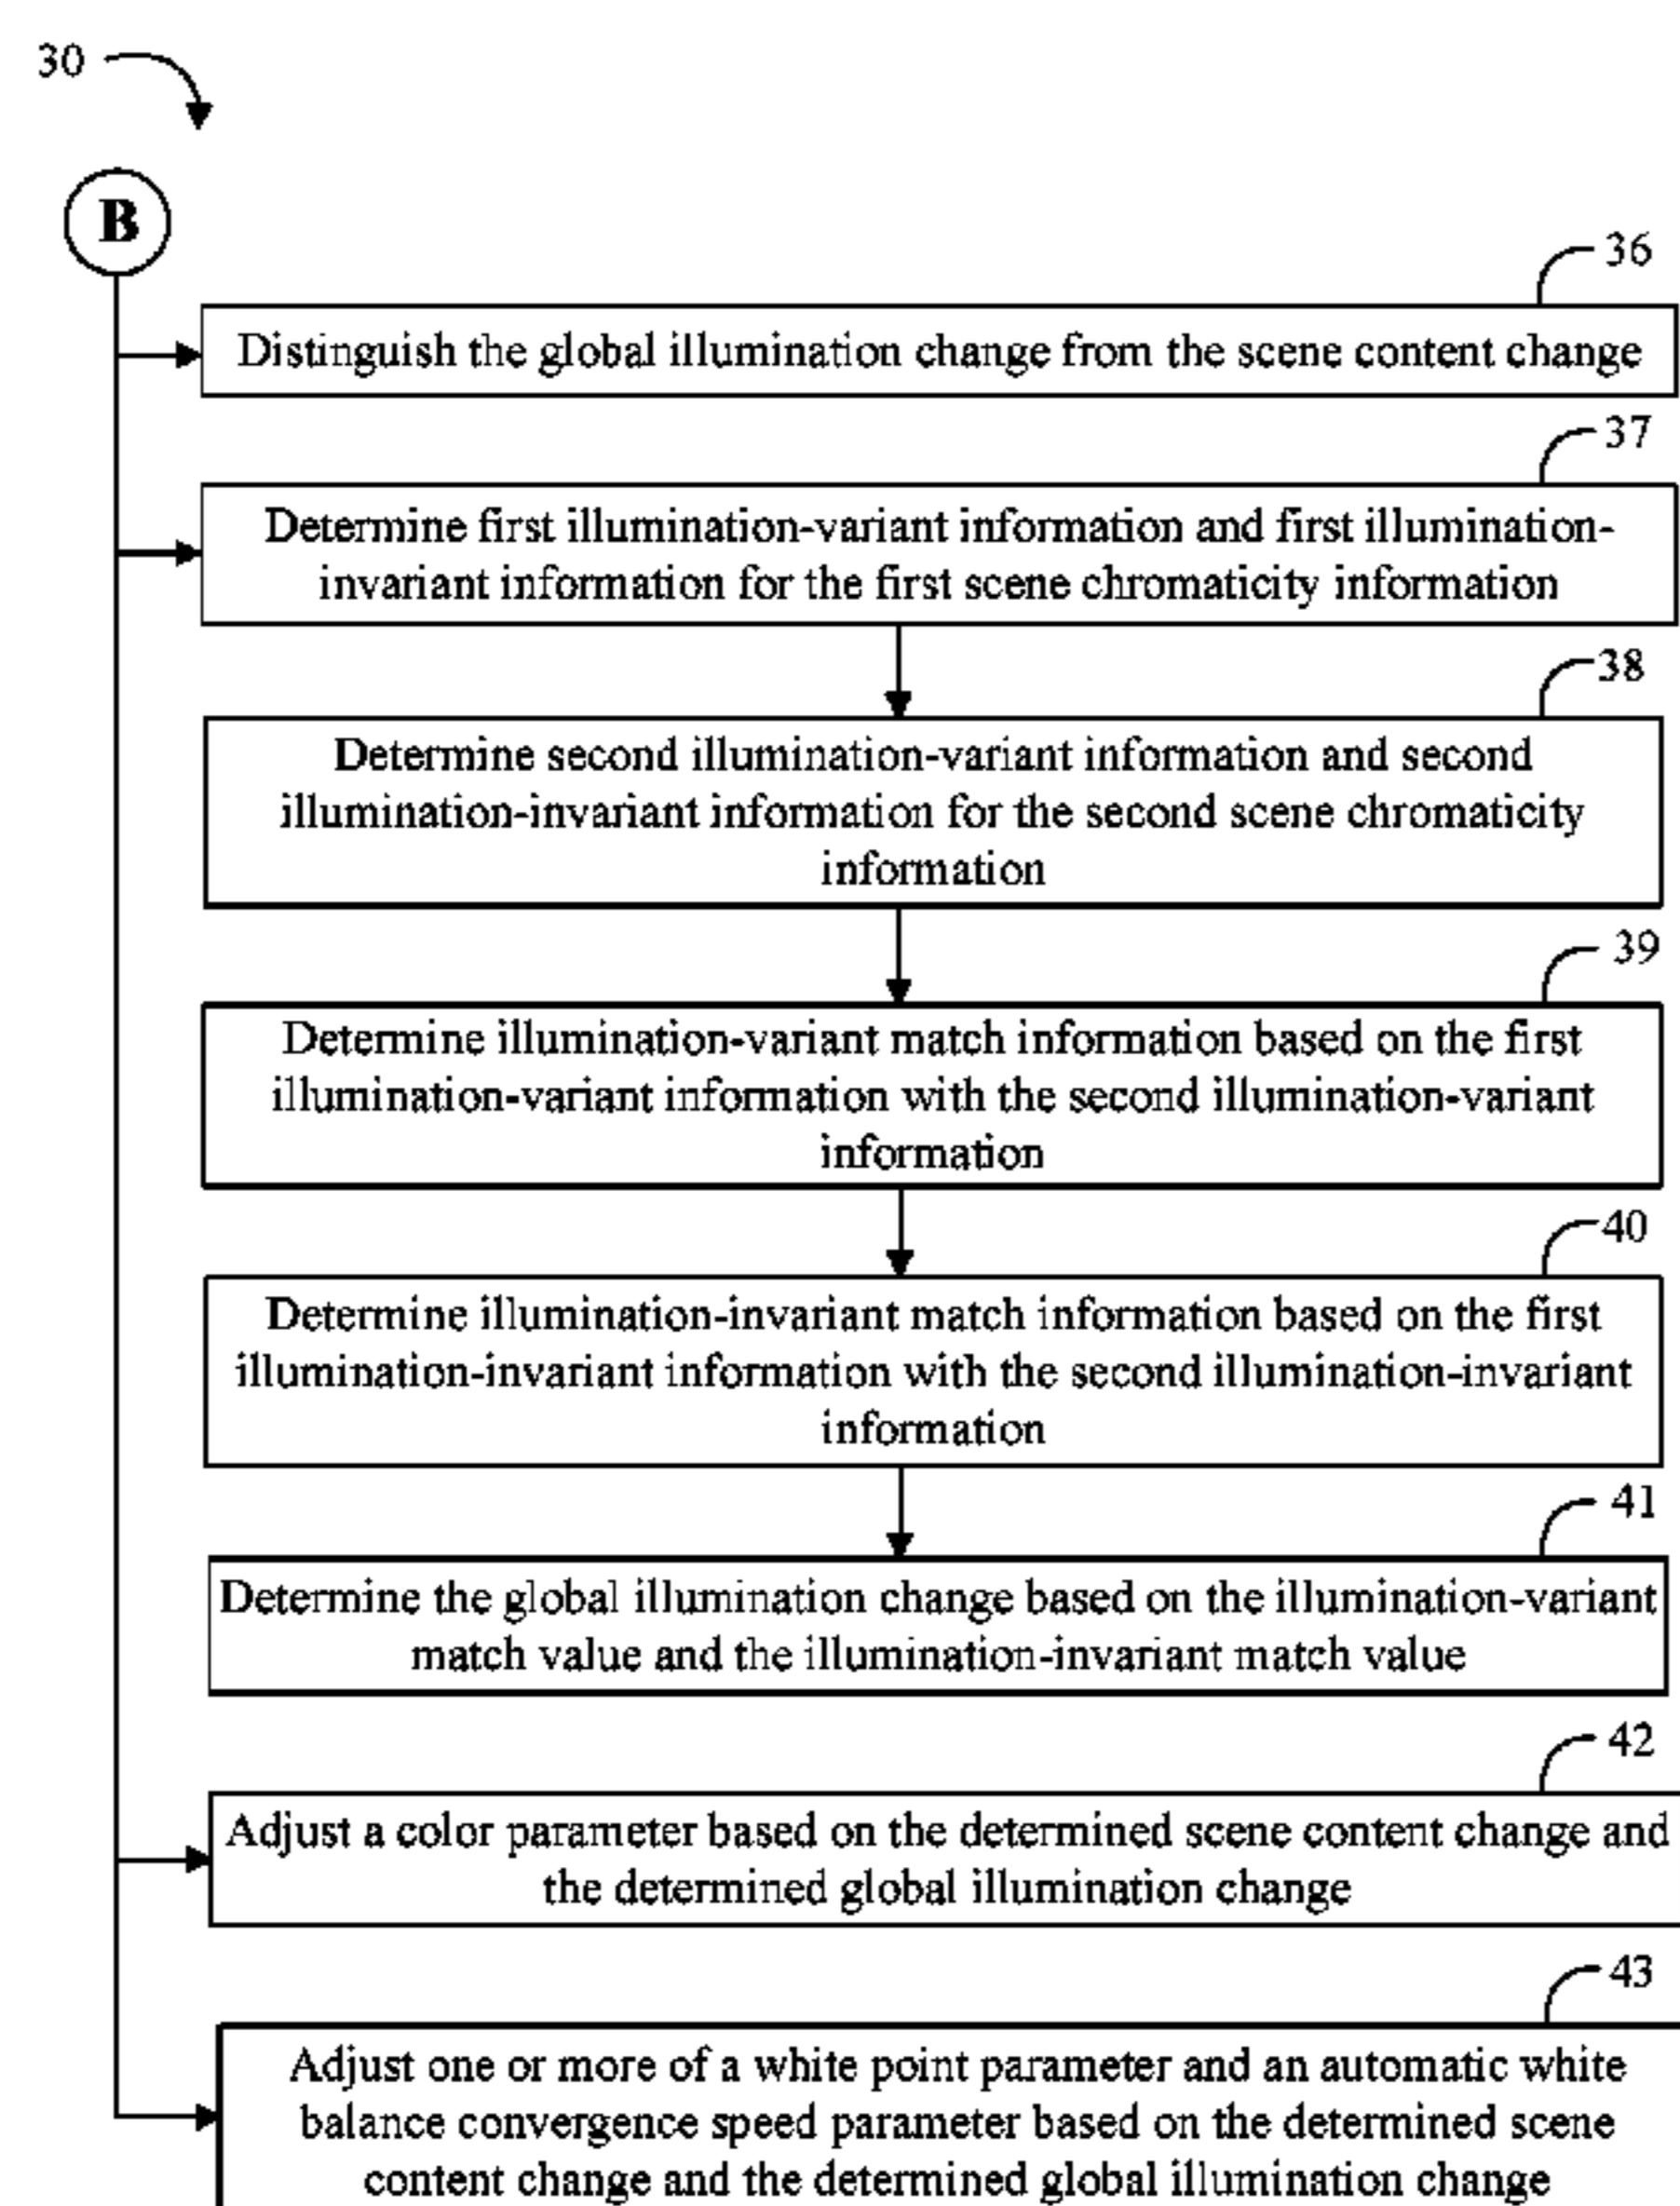 30
B
36
Distinguish the global illumination change from the scene content change
37
Determine first illumination-variant information and first illumination-
invariant information for the first scene chromaticity information
38
Determine second illumination-variant information and second
illumination-invariant information for the second scene chromaticity
information
39
Determine illumination-variant match information based on the first
illumination-variant information with the second illumination-variant
information
40
Determine illumination-invariant match information based on the first
illumination-invariant information with the second illumination-invariant
information
41
Determine the global illumination change based on the illumination-variant
match value and the illumination-invariant match value
42
Adjust a color parameter based on the determined scene content change and
the determined global illumination change
43
Adjust one or more of a white point parameter and an automatic white
balance convergence speed parameter based on the determined scene
content change and the determined global illumination change